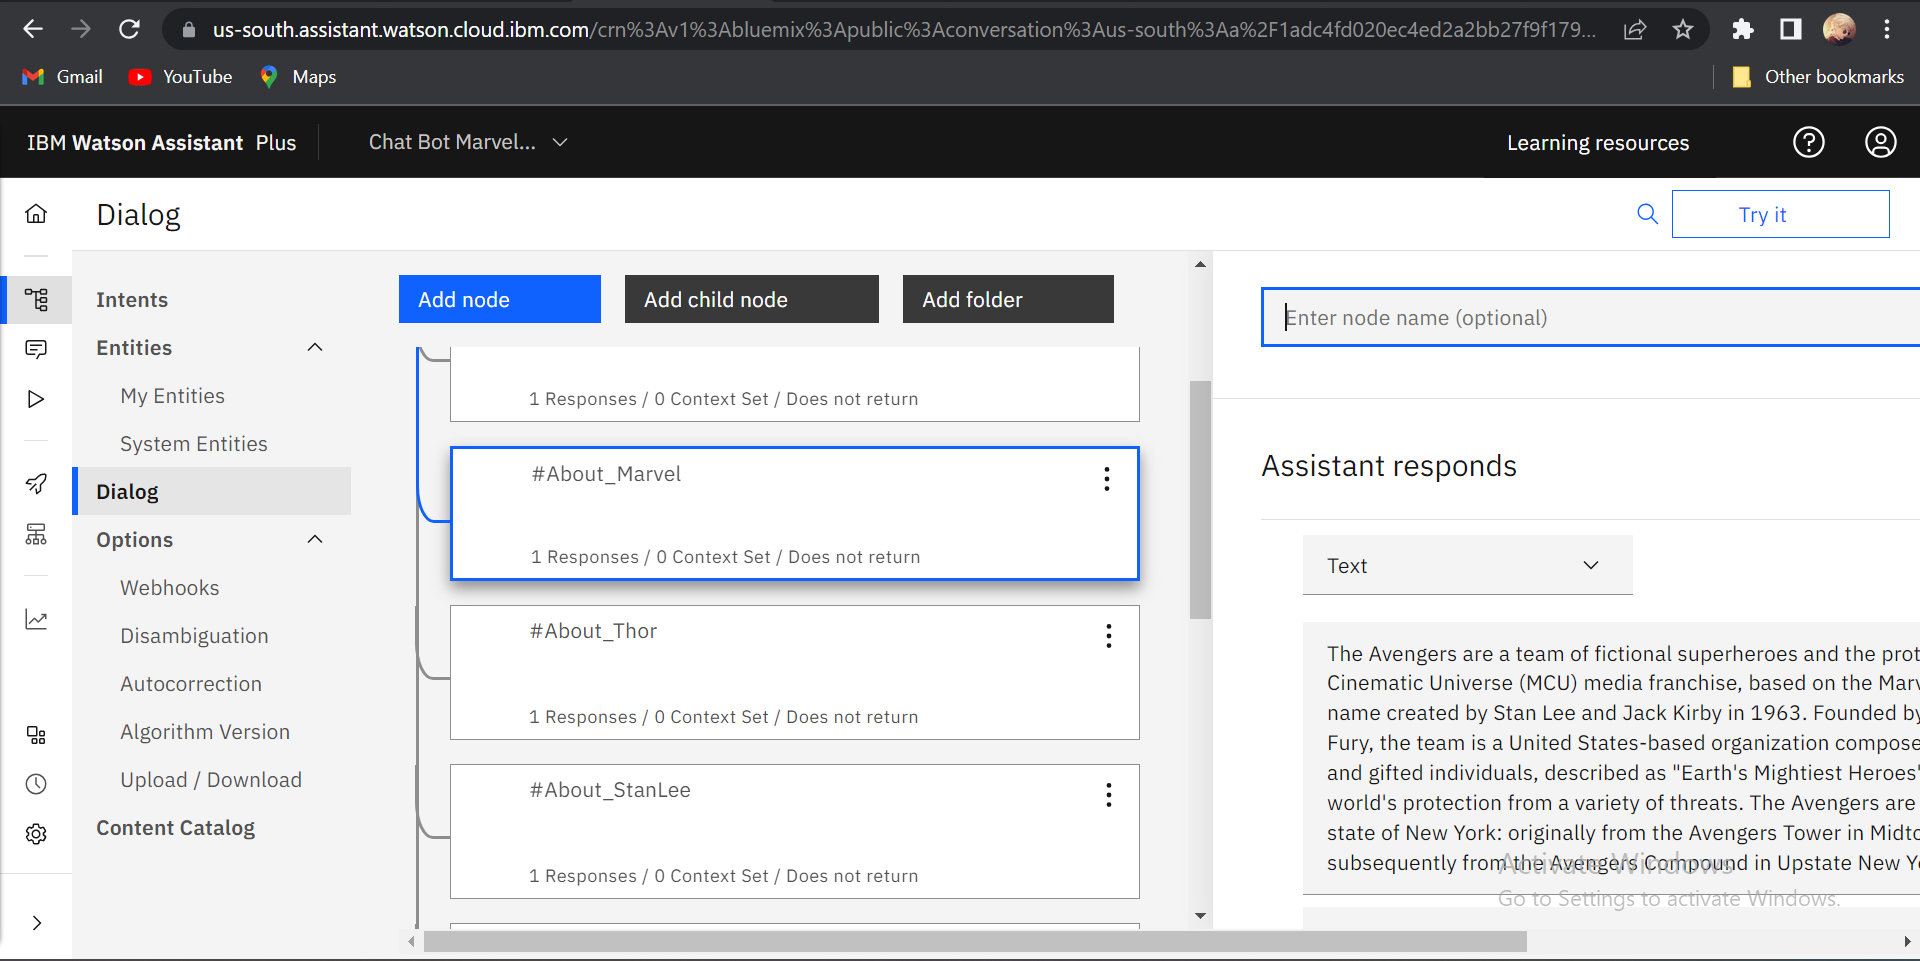 us-south.assistant.watson.cloud.ibm.com/crn%3Av1%3Abluemix%3Apublic%3Aconversation%3Aus-south%3Aa%2F1adc4fd020ec4ed2a2bb27f9f179...
Gmail YouTube Maps Other bookmarks
IBM Watson Assistant Plus Chat Bot Marvel... Learning resources
Dialog
Try it
Intents
Entities
My Entities
System Entities
Dialog
Options
Webhooks
Disambiguation
Autocorrection
Algorithm Version
Upload / Download
Content Catalog
Add node Add child node Add folder
1 Responses / 0 Context Set / Does not return
#About_Marvel
1 Responses / 0 Context Set / Does not return
#About_Thor
1 Responses / 0 Context Set / Does not return
#About_StanLee
1 Responses / 0 Context Set / Does not return
Enter node name (optional)
Assistant responds
Text
The Avengers are a team of fictional superheroes and the prot
Cinematic Universe (MCU) media franchise, based on the Marv
name created by Stan Lee and Jack Kirby in 1963. Founded by
Fury, the team is a United States-based organization compose
and gifted individuals, described as "Earth's Mightiest Heroes"
world's protection from a variety of threats. The Avengers are
state of New York: originally from the Avengers Tower in Midto
subsequently from the Avengers Compound in Upstate New Yo
Activate Windows
Go to Settings to activate Windows.